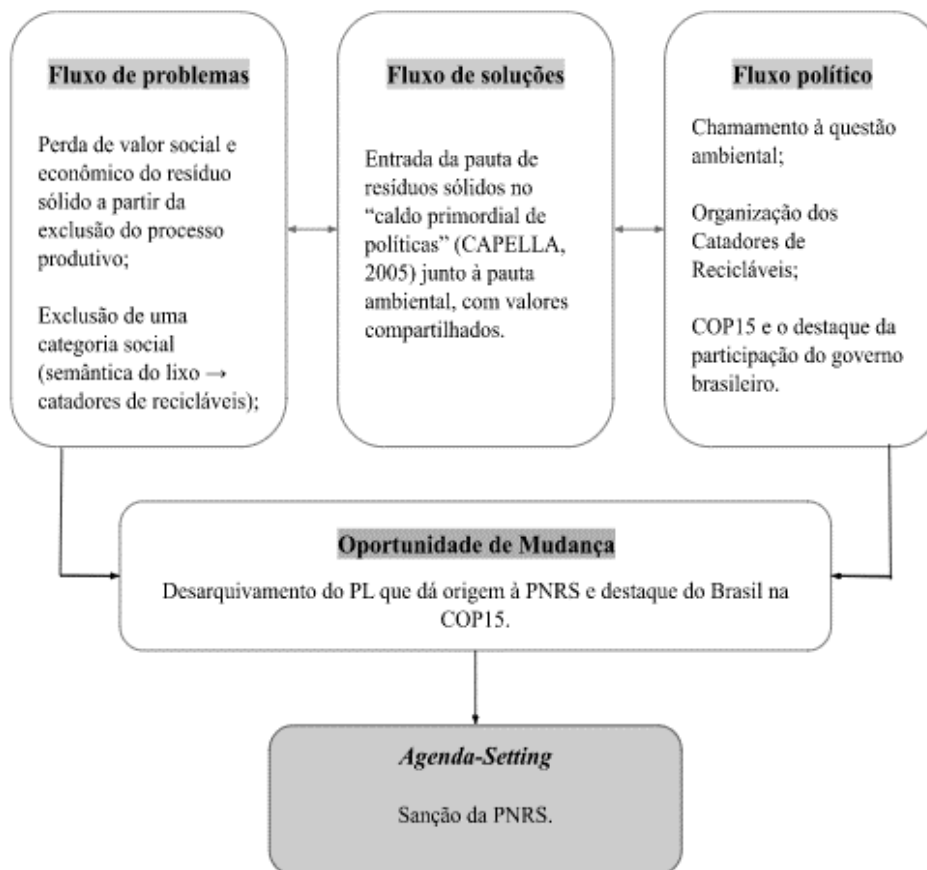 Fluxo de problemas
Perda de valor social e
econômico do resíduo
sólido a partir da
exclusão do processo
produtivo;
Exclusão de uma
categoria social
(semântica do lixo →
catadores de recicláveis);
Fluxo de soluções
Entrada da pauta de
resíduos sólidos no
“caldo primordial de
políticas” (CAPELLA,
2005) junto à pauta
ambiental, com valores
compartilhados.
Fluxo político
Chamamento à questão
ambiental;
Organização dos
Catadores de
Recicláveis;
COP15 e o destaque da
participação do governo
brasileiro.
Oportunidade de Mudança
Desarquivamento do PL que dá origem à PNRS e destaque do Brasil na
COP15.
Agenda-Setting
Sanção da PNRS.